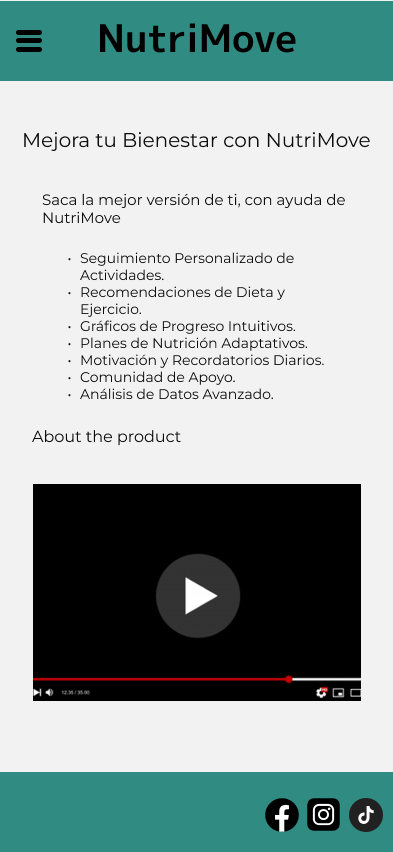 NutriMove
Mejora tu Bienestar con NutriMove
Saca la mejor versión de ti, con ayuda de
NutriMove
• Seguimiento Personalizado de
Actividades.
• Recomendaciones de Dieta y
Ejercicio.
• Gráficos de Progreso Intuitivos.
• Planes de Nutrición Adaptativos.
• Motivación y Recordatorios Diarios.
• Comunidad de Apoyo.
• Análisis de Datos Avanzado.
About the product
12.35 / 35.00